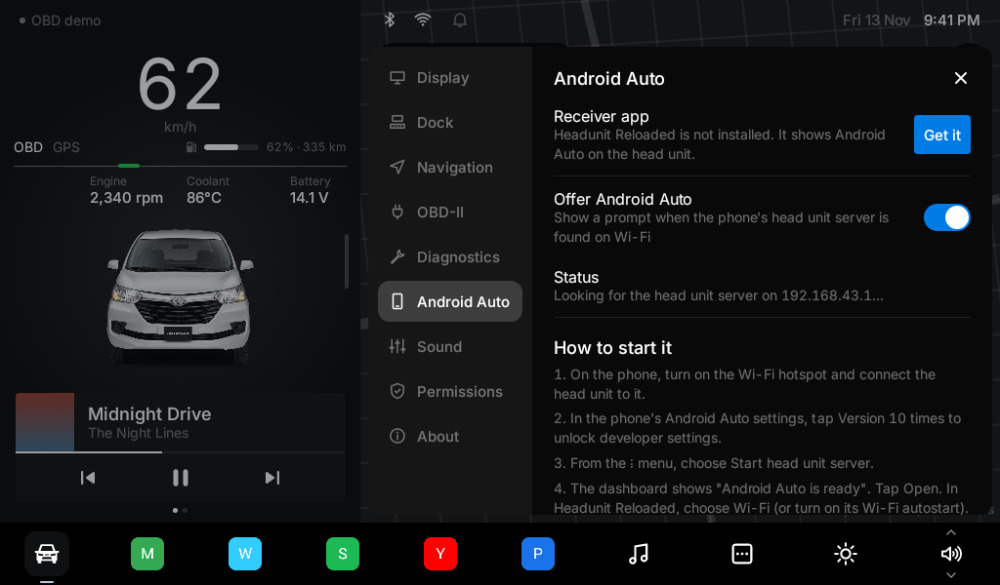 OBD demo
Fri 13 Nov 9:41 PM
62
km/h
OBD GPS
62% · 335 km
Engine
2,340 rpm
Coolant
86°C
Battery
14.1 V
Midnight Drive
The Night Lines
Display
Dock
Navigation
OBD-II
Diagnostics
Android Auto
Sound
Permissions
About
Android Auto
Receiver app
Headunit Reloaded is not installed. It shows Android
Auto on the head unit.
Get it
Offer Android Auto
Show a prompt when the phone's head unit server is
found on Wi-Fi
Status
Looking for the head unit server on 192.168.43.1...
How to start it
1. On the phone, turn on the Wi-Fi hotspot and connect the
head unit to it.
2. In the phone's Android Auto settings, tap Version 10 times to
unlock developer settings.
3. From the ⋮ menu, choose Start head unit server.
4. The dashboard shows "Android Auto is ready". Tap Open. In
Headunit Reloaded, choose Wi-Fi (or turn on its Wi-Fi autostart).
M
W
S
Y
P